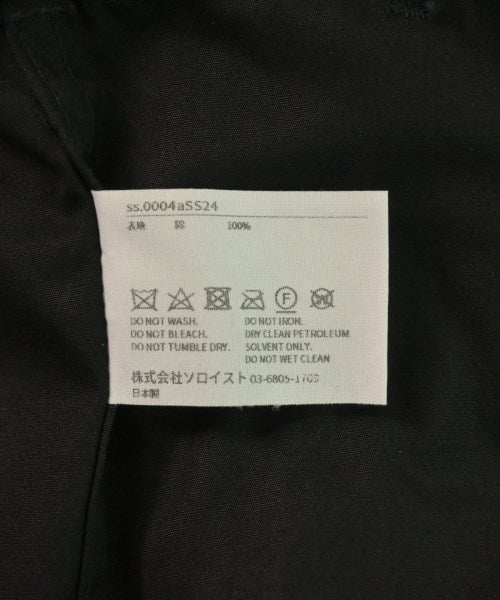 ss.0004aSS24
表地 綿 100%
F W
DO NOT WASH. DO NOT IRON.
DO NOT BLEACH. DRY CLEAN PETROLEUM
DO NOT TUMBLE DRY. SOLVENT ONLY.
DO NOT WET CLEAN
株式会社ソロイスト 03-6805-1703
日本製